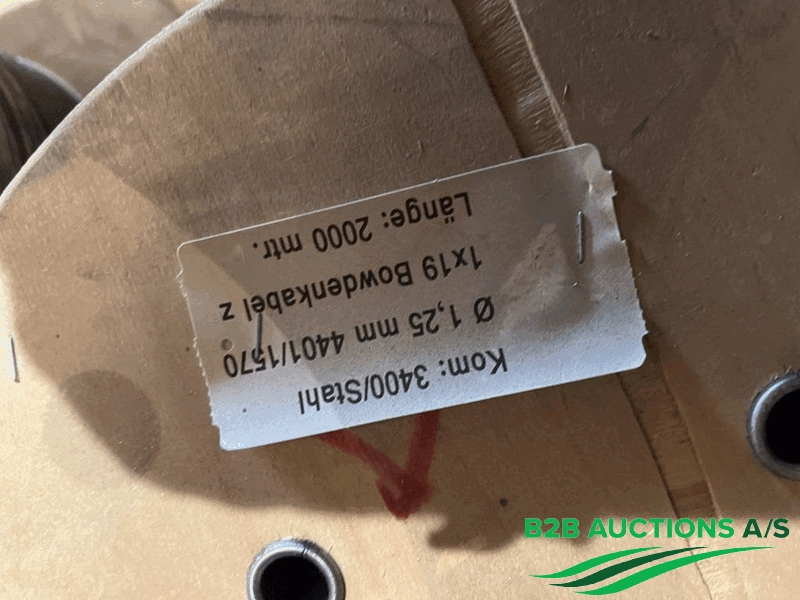 Kom: 3400/Stahl
Ø 1,25 mm 4401/1570
1x19 Bowdenkabel z
Länge: 2000 mtr.
B2B AUCTIONS A/S